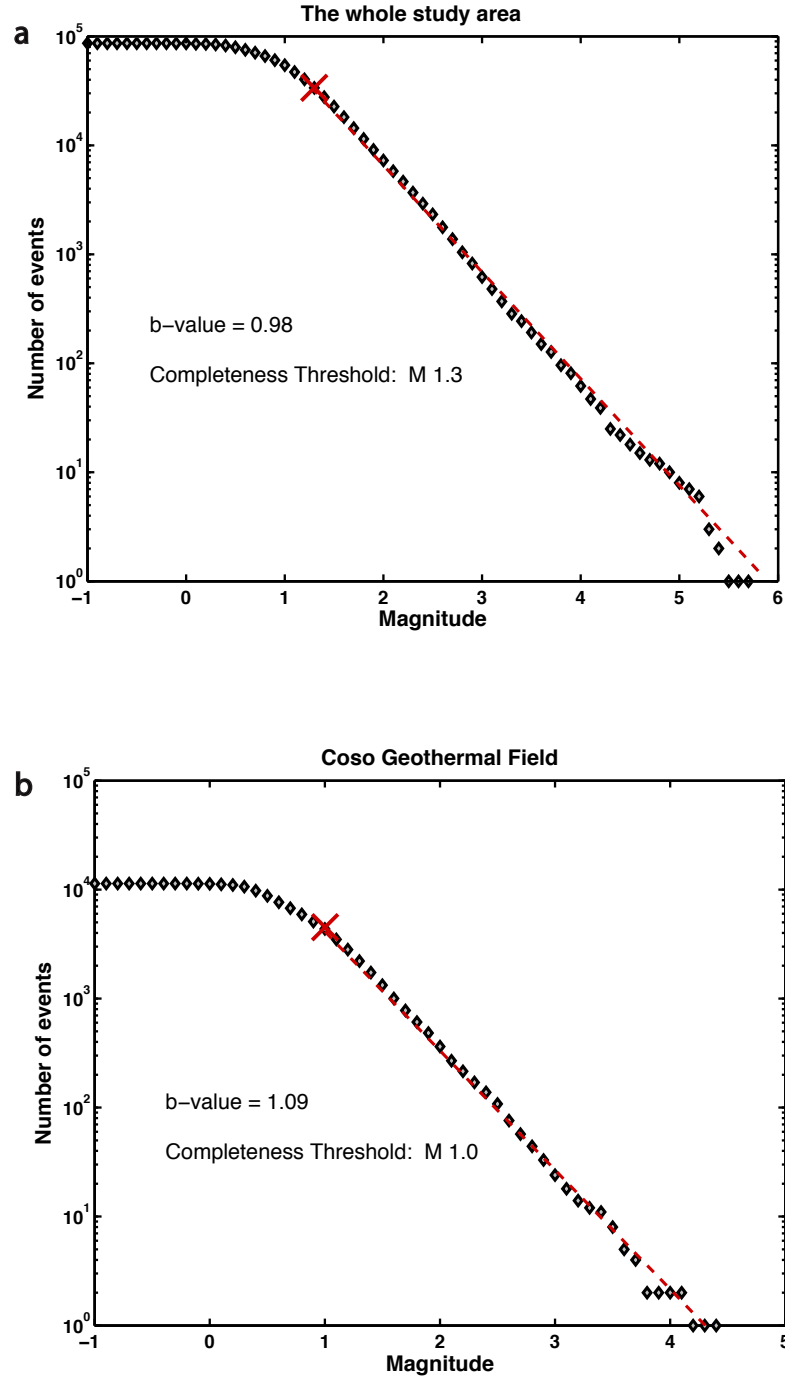 a
The whole study area
10^5
10^4
10^3
10^2
10^1
10^0
Number of events
b-value = 0.98
Completeness Threshold: M 1.3
-1 0 1 2 3 4 5 6
Magnitude
b
Coso Geothermal Field
10^5
10^4
10^3
10^2
10^1
10^0
Number of events
b-value = 1.09
Completeness Threshold: M 1.0
-1 0 1 2 3 4 5
Magnitude